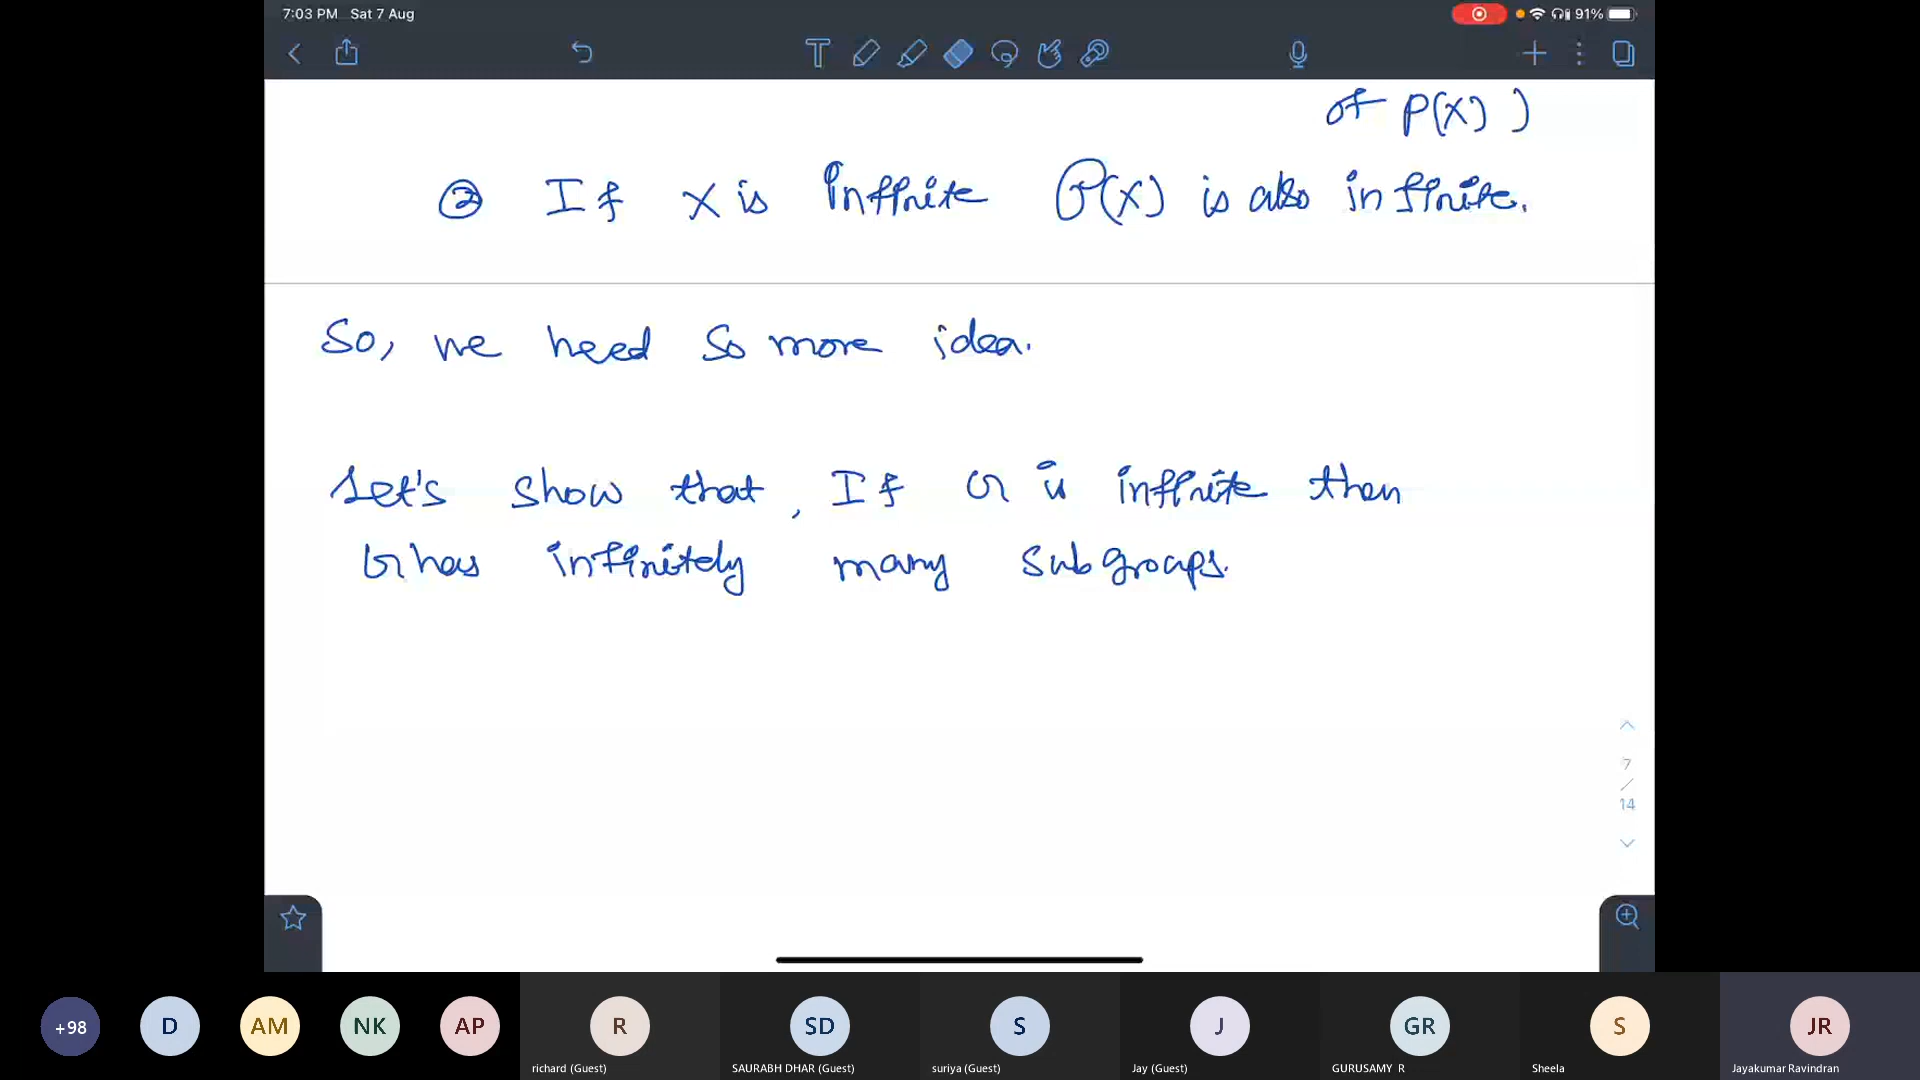 7:03 PM Sat 7 Aug
91%
of P(X) )
② If X is infinite P(X) is also infinite.
So, we need so more idea.
Let's show that, If G is infinite then
G has infinitely many subgroups.
7
/
14
+98 D AM NK AP R SD S J GR S JR
richard (Guest) SAURABH DHAR (Guest) suriya (Guest) Jay (Guest) GURUSAMY R Sheela Jayakumar Ravindran